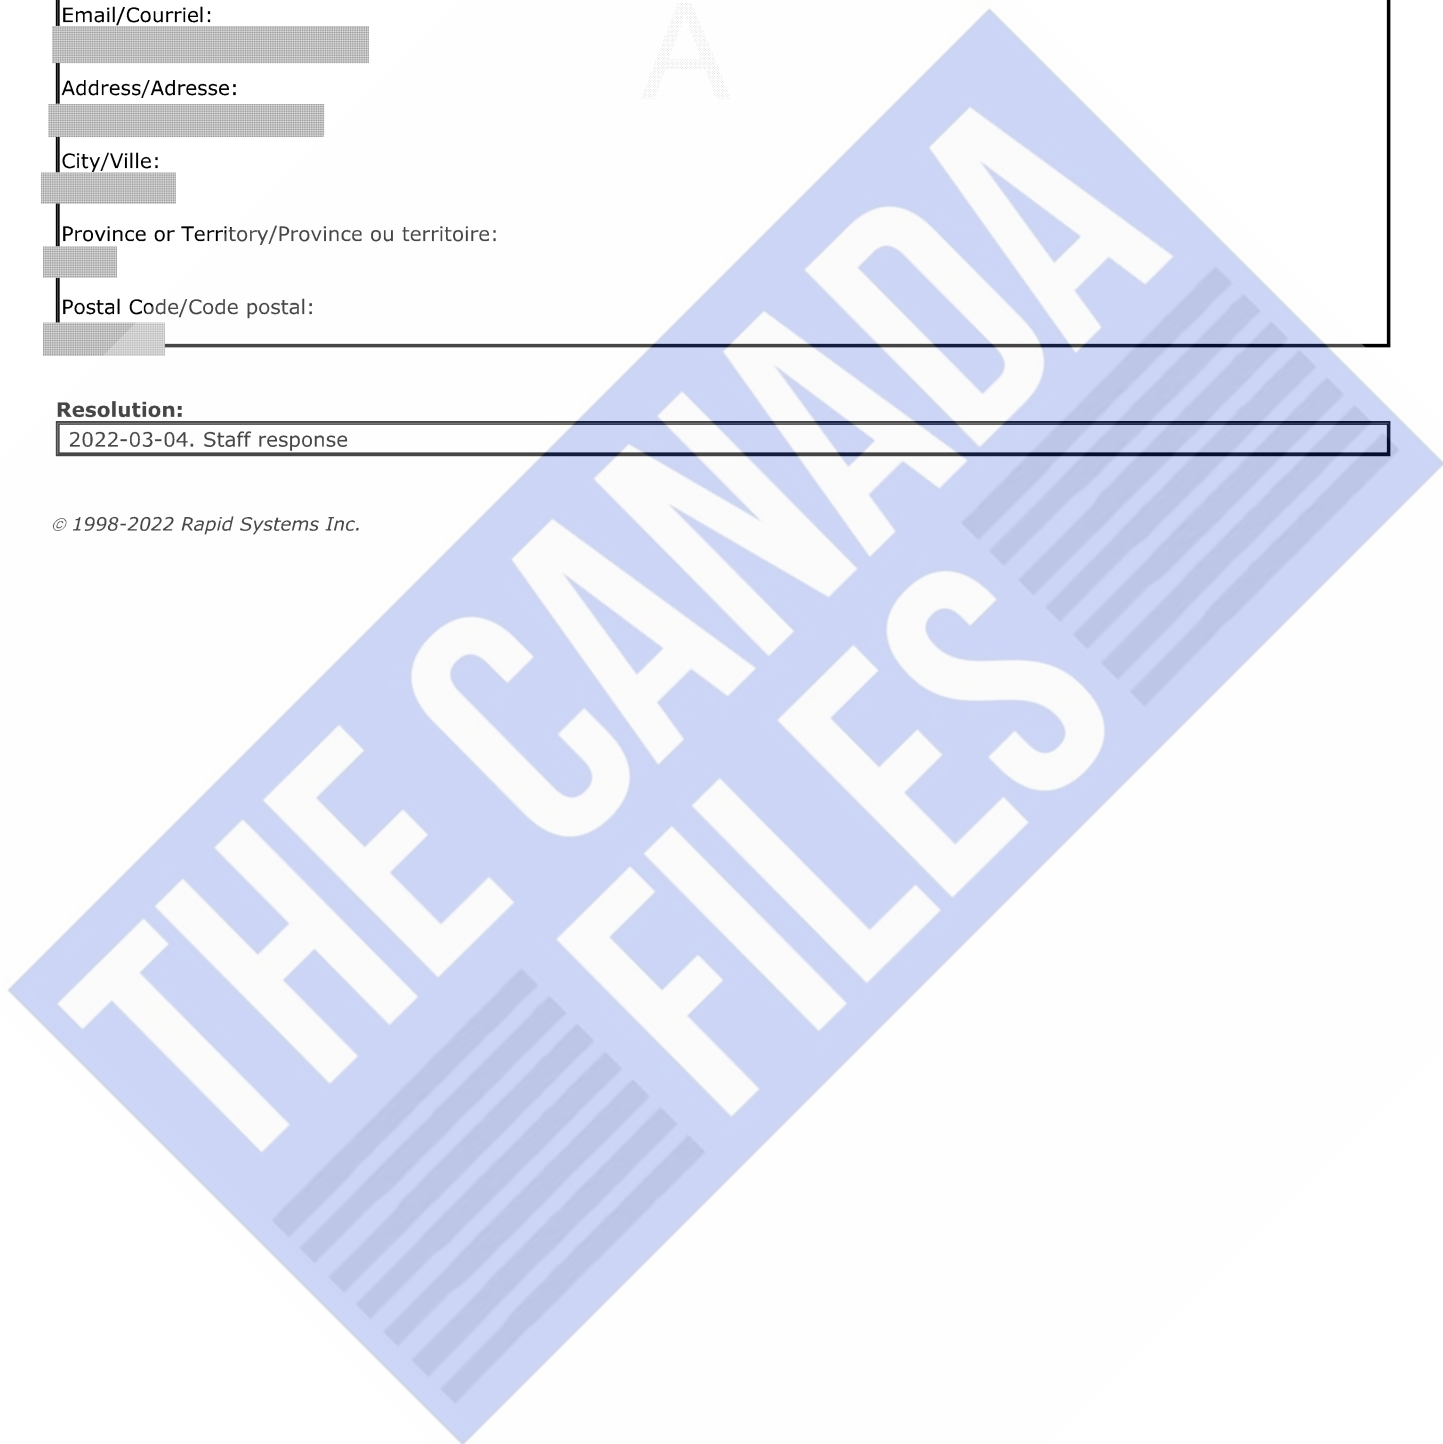 Email/Courriel:
A
Address/Adresse:
City/Ville:
Province or Territory/Province ou territoire:
Postal Code/Code postal:
Resolution:
2022-03-04. Staff response
© 1998-2022 Rapid Systems Inc.
THE CANADA
FILES